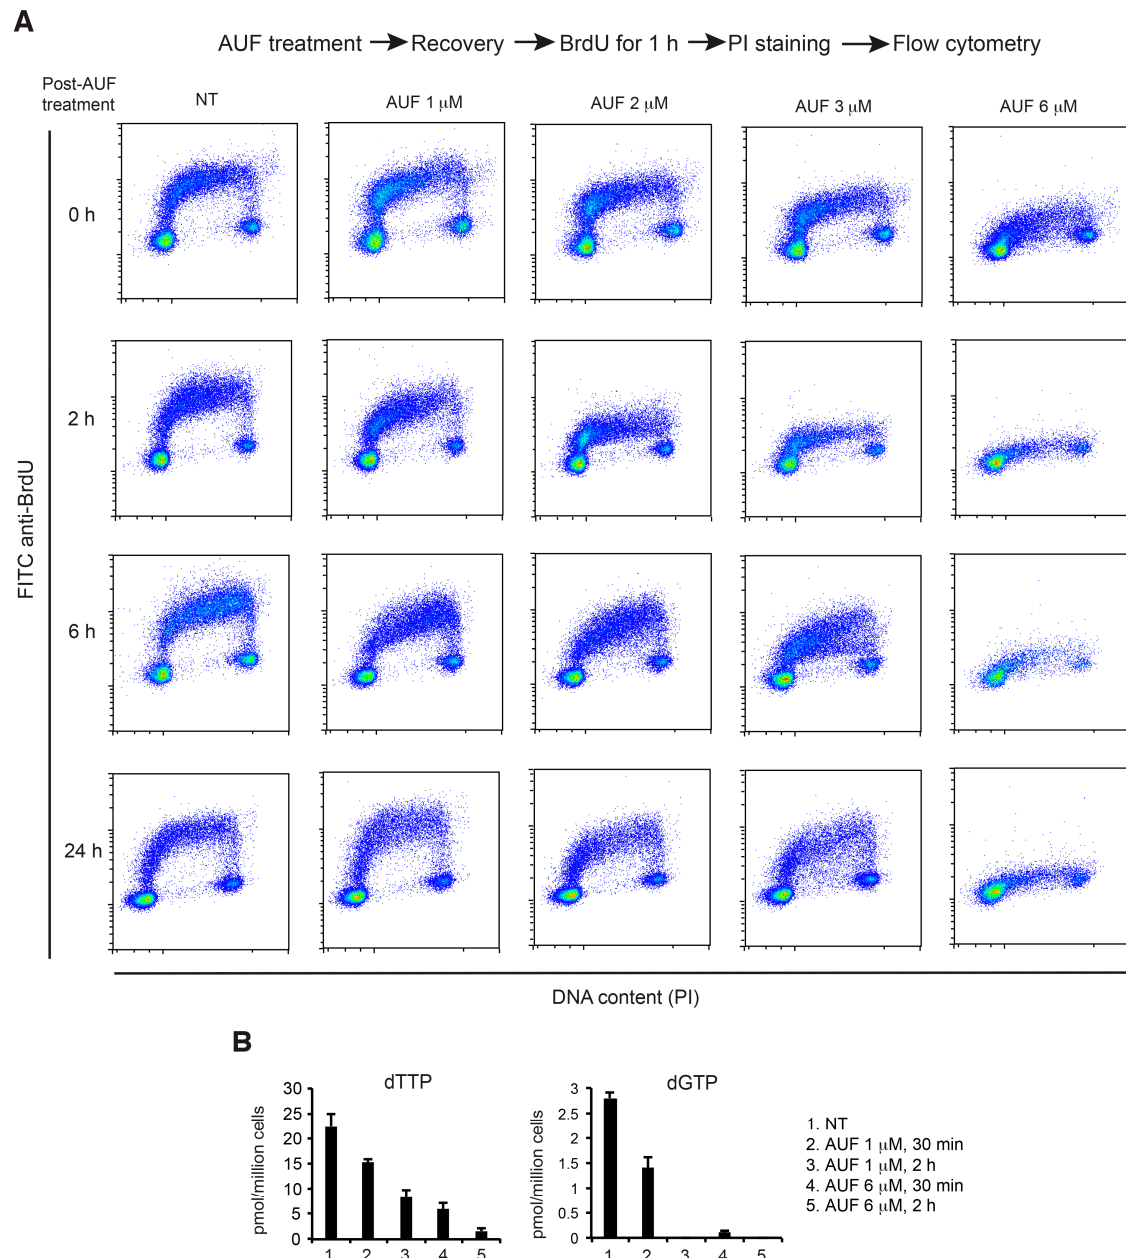 A
AUF treatment → Recovery → BrdU for 1 h → PI staining → Flow cytometry
Post-AUF
treatment
NT
AUF 1 μM
AUF 2 μM
AUF 3 μM
AUF 6 μM
0 h
2 h
6 h
24 h
FITC anti-BrdU
DNA content (PI)
B
dTTP
pmol/million cells
30
25
20
15
10
5
0
1 2 3 4 5
dGTP
pmol/million cells
3
2.5
2
1.5
1
0.5
0
1 2 3 4 5
1. NT
2. AUF 1 μM, 30 min
3. AUF 1 μM, 2 h
4. AUF 6 μM, 30 min
5. AUF 6 μM, 2 h